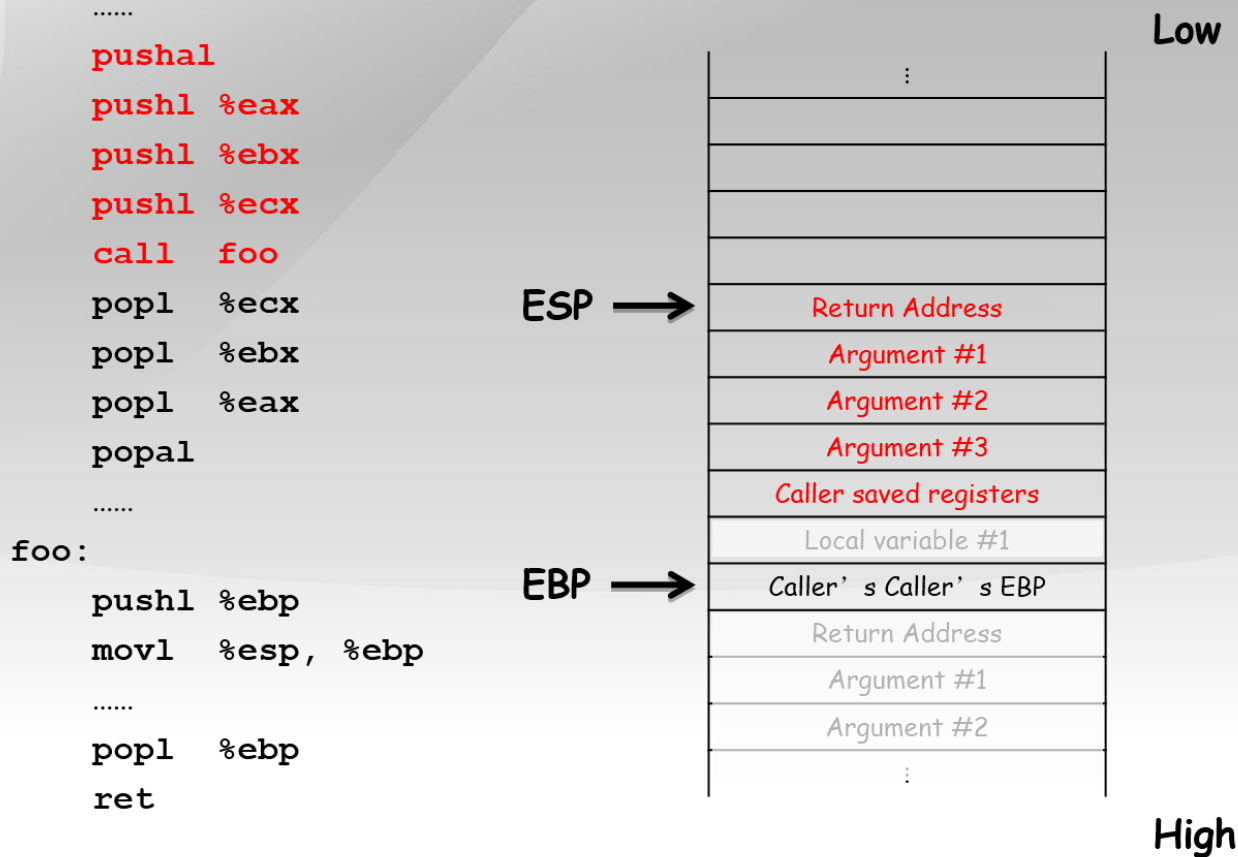 ……
pushal
pushl %eax
pushl %ebx
pushl %ecx
call foo
popl %ecx
popl %ebx
popl %eax
popal
……
foo:
pushl %ebp
movl %esp, %ebp
……
popl %ebp
ret
Low
⋮
ESP
Return Address
Argument #1
Argument #2
Argument #3
Caller saved registers
Local variable #1
EBP
Caller’s Caller’s EBP
Return Address
Argument #1
Argument #2
⋮
High